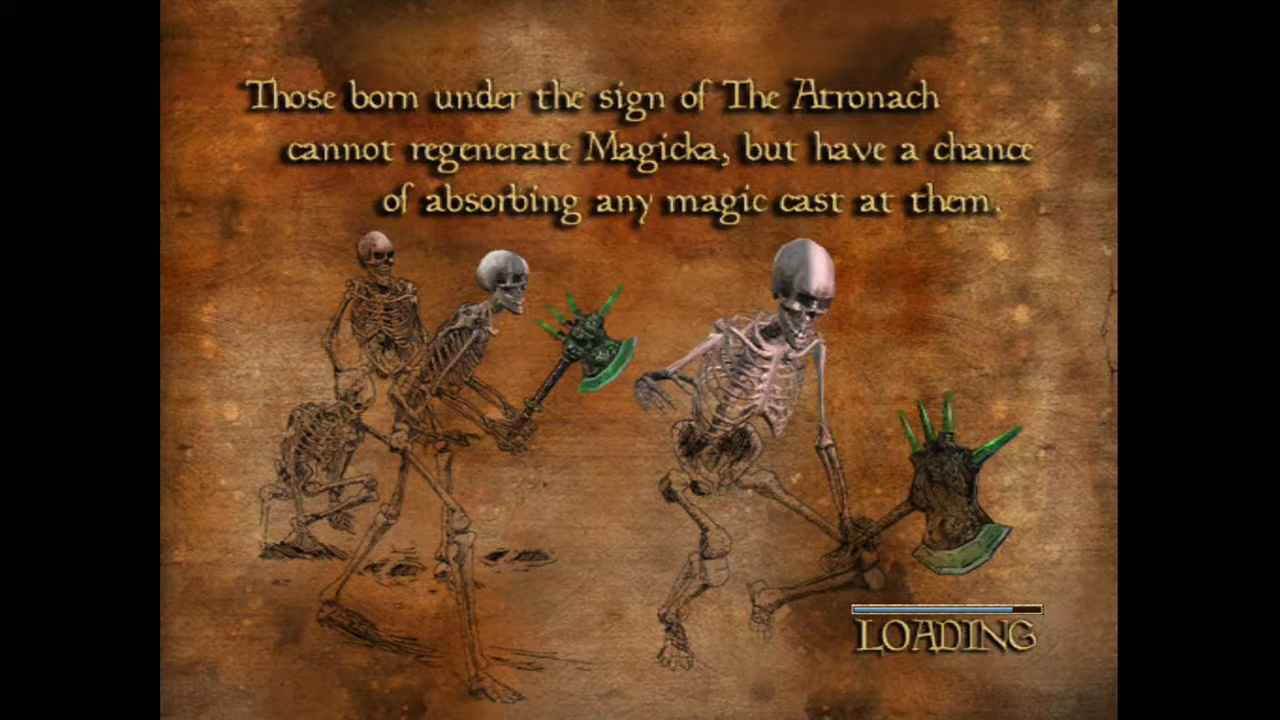 Those born under the sign of The Atronach
cannot regenerate Magicka, but have a chance
of absorbing any magic cast at them.
LOADING